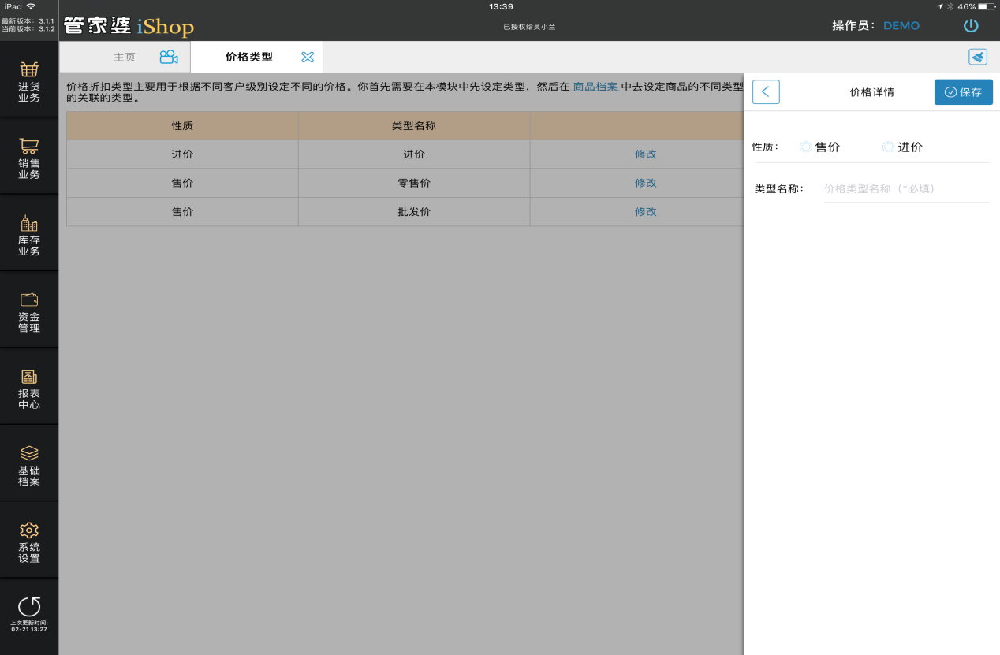 iPad
13:39
46%
最新版本：3.1.1
当前版本：3.1.2
管家婆 iShop
已授权给吴小兰
操作员：DEMO
主页
价格类型
进货
业务
销售
业务
库存
业务
资金
管理
报表
中心
基础
档案
系统
设置
上次更新时间:
02-21 13:27
价格折扣类型主要用于根据不同客户级别设定不同的价格。你首先需要在本模块中先设定类型，然后在 商品档案 中去设定商品的不同类型
的关联的类型。
性质 类型名称
进价 进价 修改
售价 零售价 修改
售价 批发价 修改
价格详情
保存
性质： 售价 进价
类型名称： 价格类型名称（*必填）